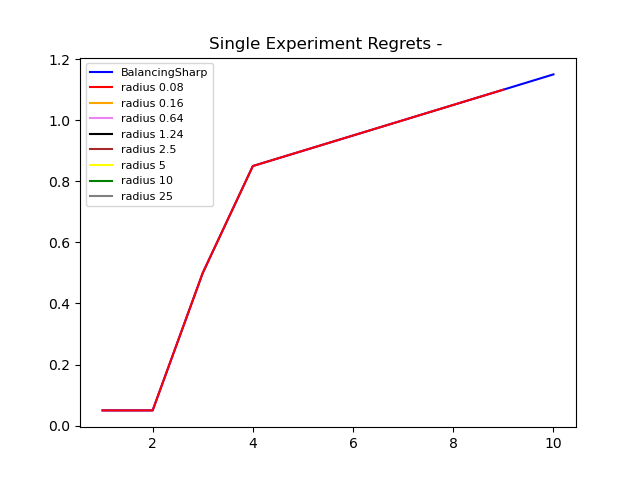 Single Experiment Regrets -
BalancingSharp
radius 0.08
radius 0.16
radius 0.64
radius 1.24
radius 2.5
radius 5
radius 10
radius 25
1.2
1.0
0.8
0.6
0.4
0.2
0.0
2 4 6 8 10